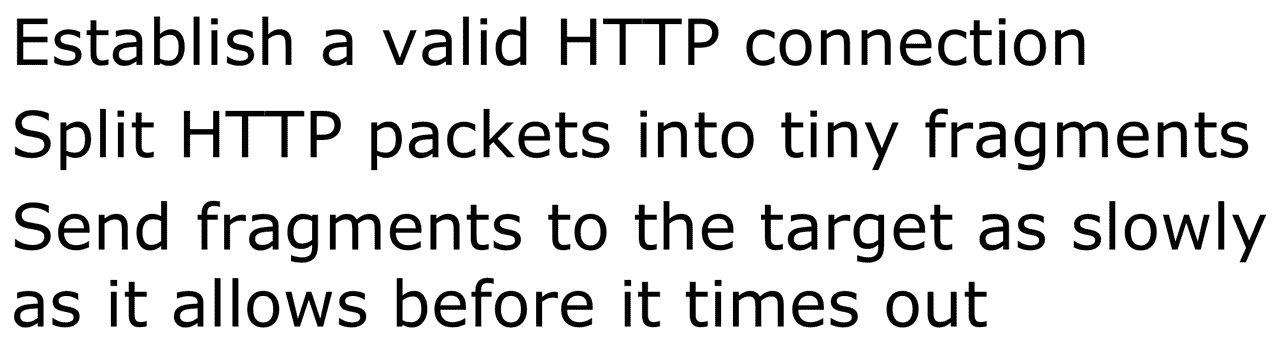 Establish a valid HTTP connection
Split HTTP packets into tiny fragments
Send fragments to the target as slowly
as it allows before it times out